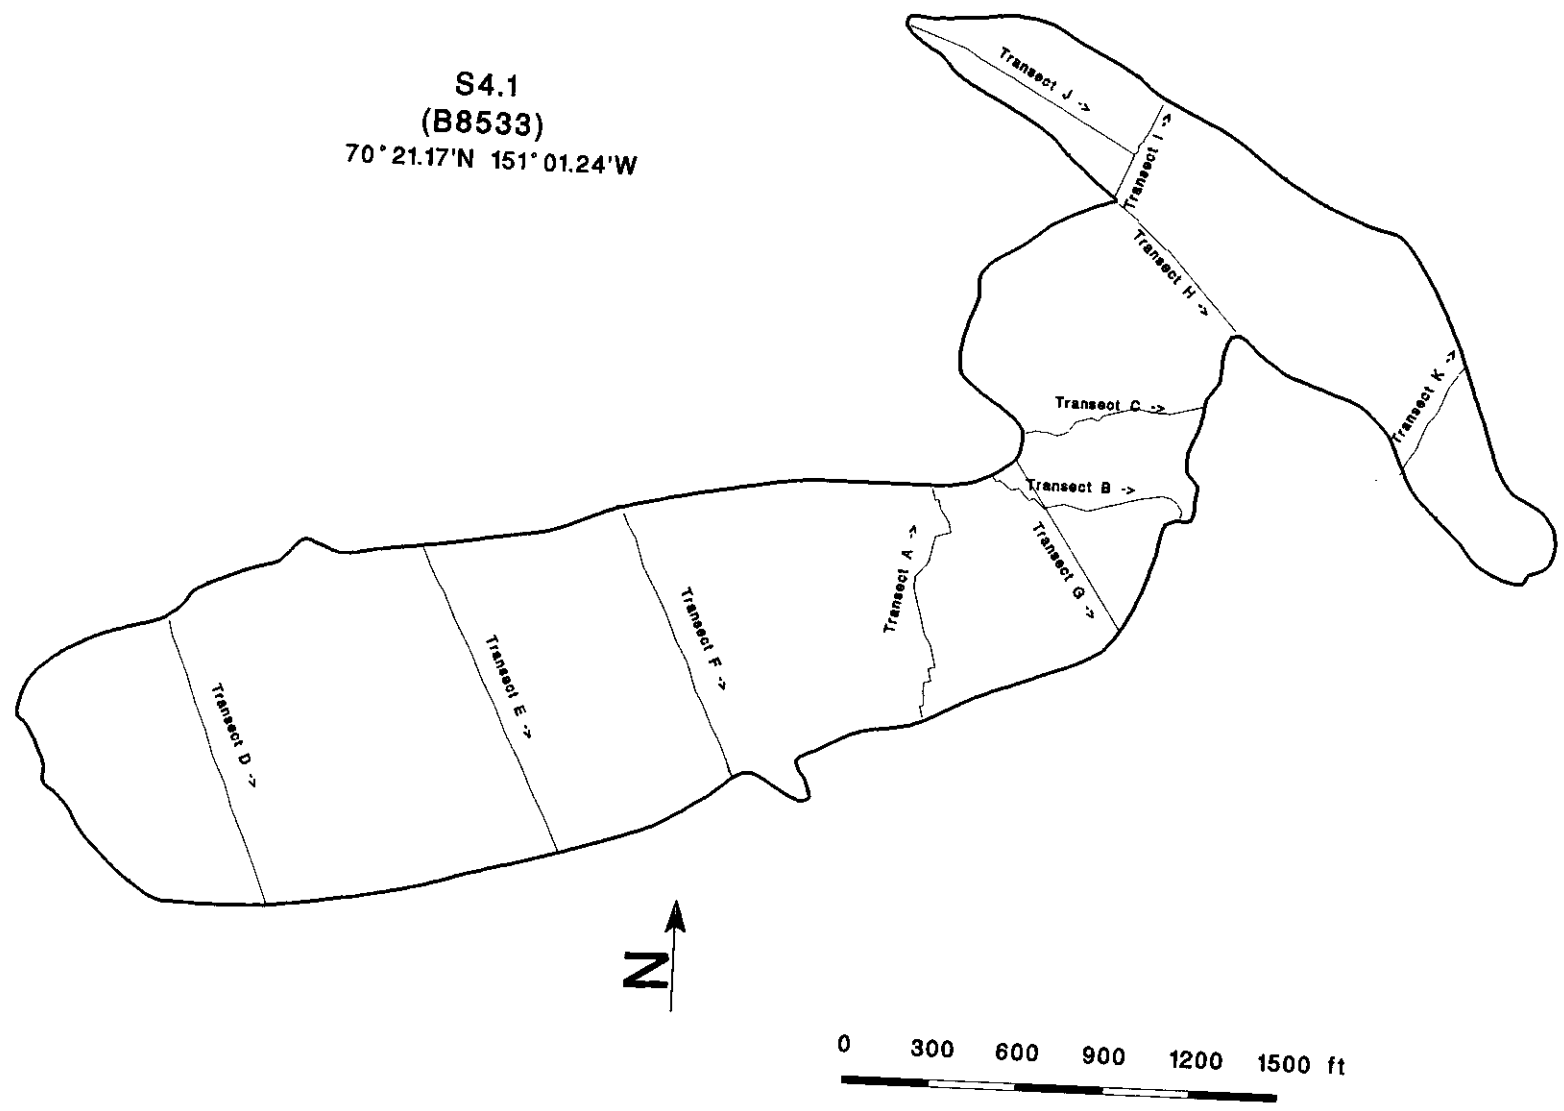 S4.1
(B8533)
70°21.17'N 151°01.24'W
Transect J ->
Transect I ->
Transect H ->
Transect K ->
Transect C ->
Transect B ->
Transect G ->
Transect A ->
Transect F ->
Transect E ->
Transect D ->
N
0 300 600 900 1200 1500 ft